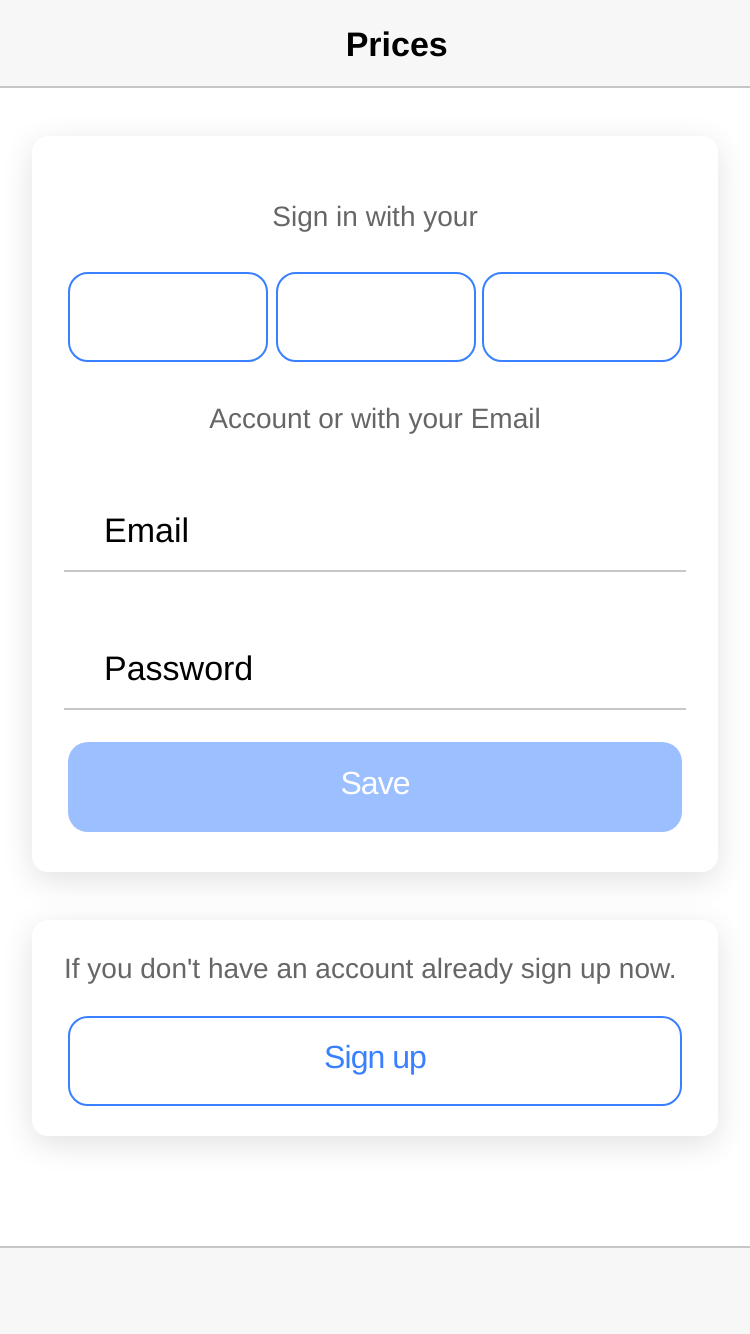 Prices
Sign in with your
Account or with your Email
Email
Password
Save
If you don't have an account already sign up now.
Sign up